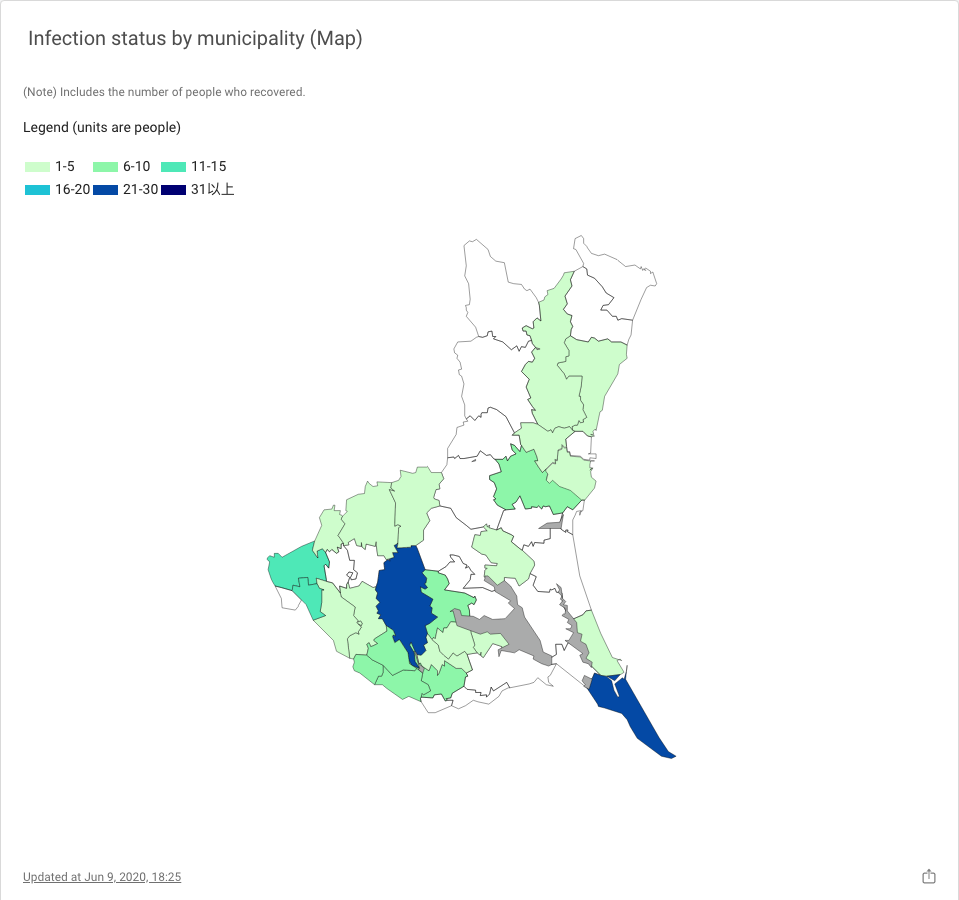 Infection status by municipality (Map)
(Note) Includes the number of people who recovered.
Legend (units are people)
1-5 6-10 11-15
16-20 21-30 31以上
Updated at Jun 9, 2020, 18:25